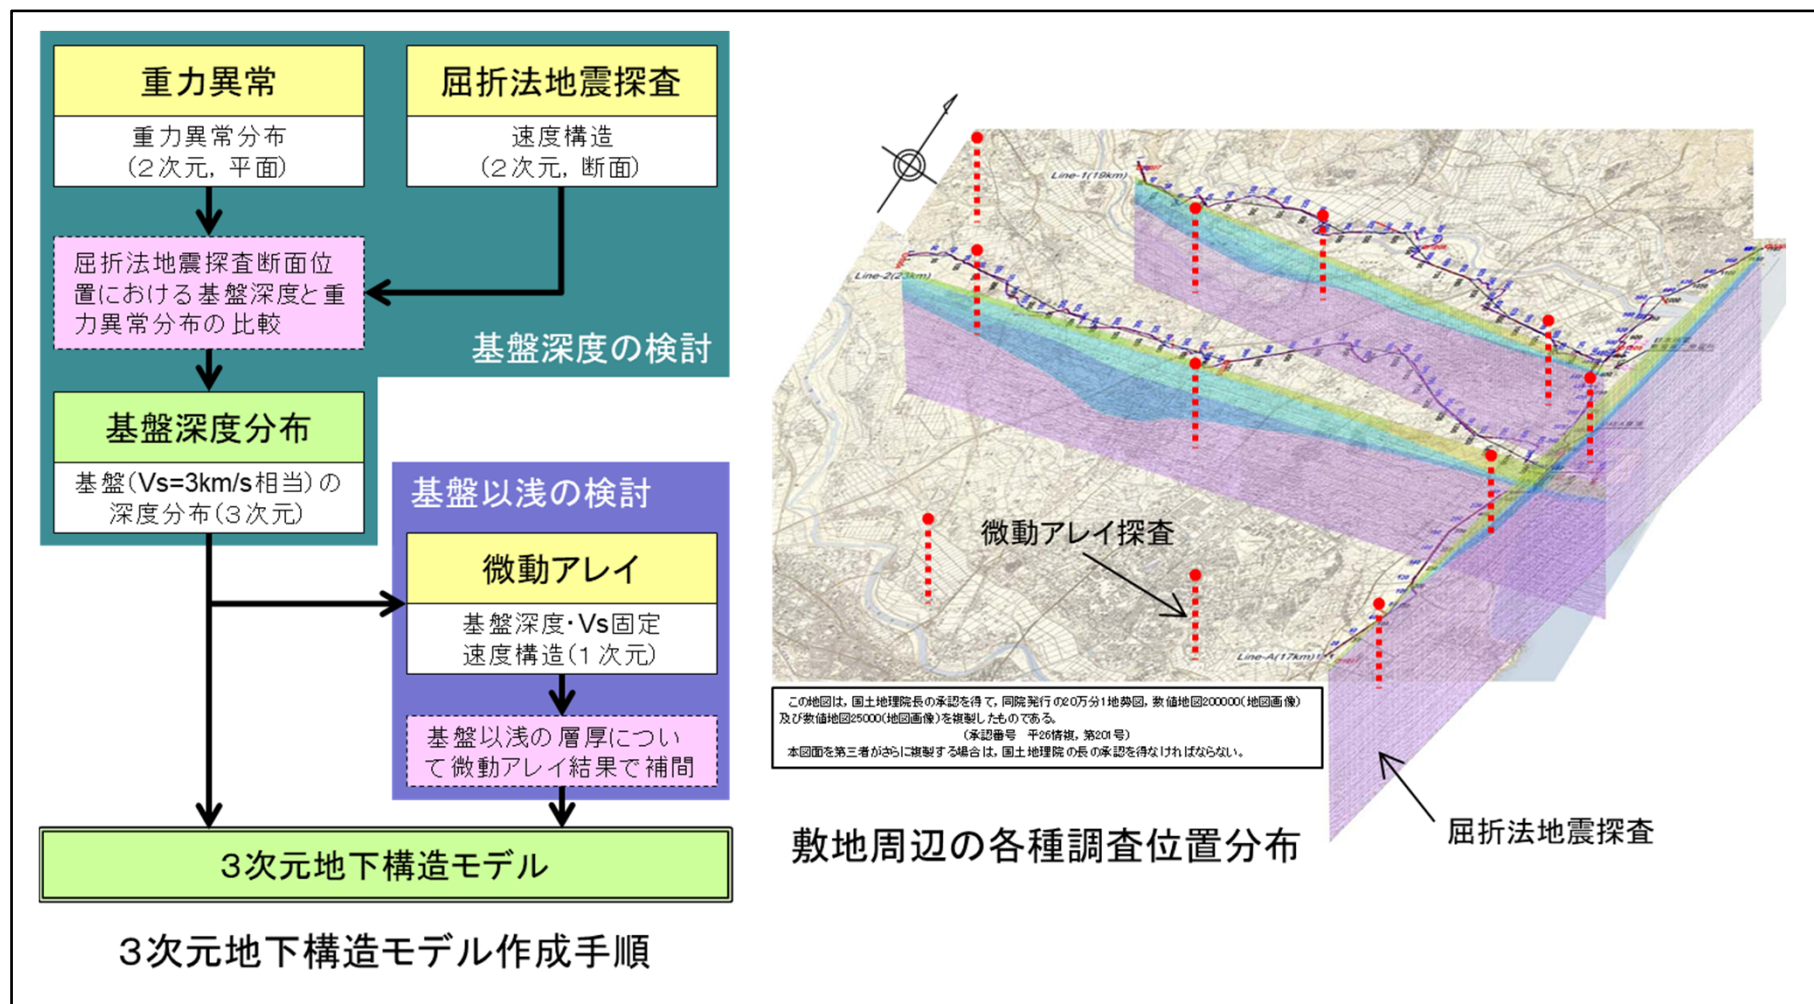 重力異常
重力異常分布
(2次元, 平面)
屈折法地震探査
速度構造
(2次元, 断面)
屈折法地震探査断面位
置における基盤深度と重
力異常分布の比較
基盤深度の検討
基盤深度分布
基盤(Vs=3km/s相当)の
深度分布(3次元)
基盤以浅の検討
微動アレイ
基盤深度・Vs固定
速度構造(1次元)
基盤以浅の層厚につい
て微動アレイ結果で補間
3次元地下構造モデル
3次元地下構造モデル作成手順
Line-1(19km)
Line-2(23km)
微動アレイ探査
Line-A(17km)
この地図は, 国土地理院長の承認を得て, 同院発行の20万分1地勢図, 数値地図200000(地図画像)
及び数値地図25000(地図画像)を複製したものである。
(承認番号 平26情複, 第201号)
本図面を第三者がさらに複製する場合は, 国土地理院の長の承認を得なければならない。
屈折法地震探査
敷地周辺の各種調査位置分布